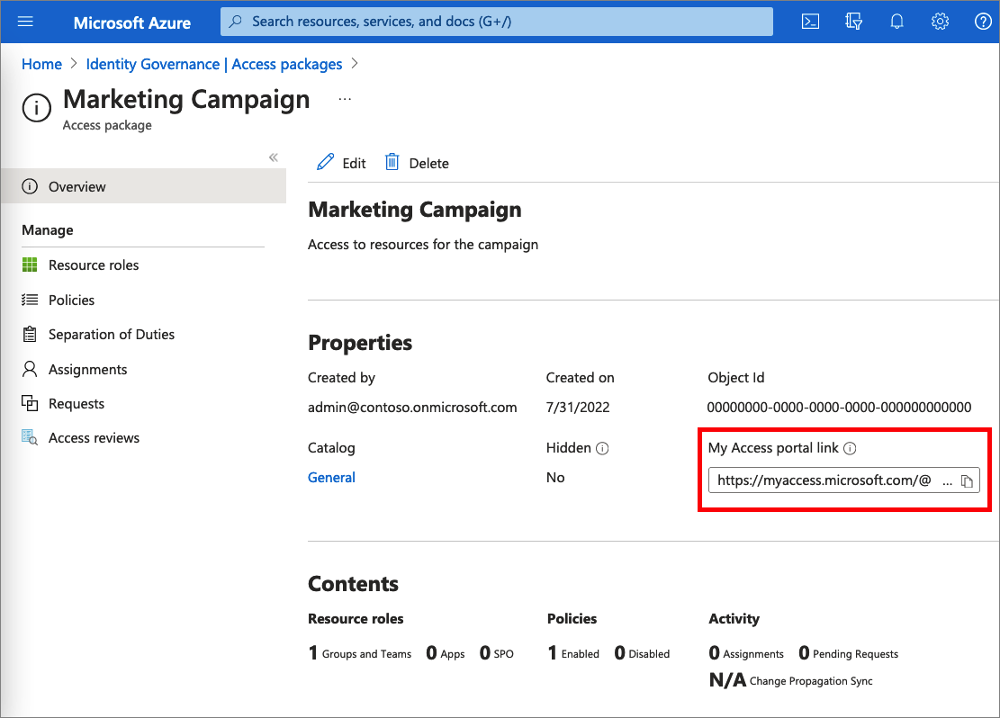 Microsoft Azure
Search resources, services, and docs (G+/)
Home > Identity Governance | Access packages >
Marketing Campaign ...
Access package
«
Overview
Manage
Resource roles
Policies
Separation of Duties
Assignments
Requests
Access reviews
Edit Delete
Marketing Campaign
Access to resources for the campaign
Properties
Created by Created on Object Id
admin@contoso.onmicrosoft.com 7/31/2022 00000000-0000-0000-0000-000000000000
Catalog Hidden My Access portal link
General No https://myaccess.microsoft.com/@ ...
Contents
Resource roles Policies Activity
1 Groups and Teams 0 Apps 0 SPO 1 Enabled 0 Disabled 0 Assignments 0 Pending Requests
N/A Change Propagation Sync